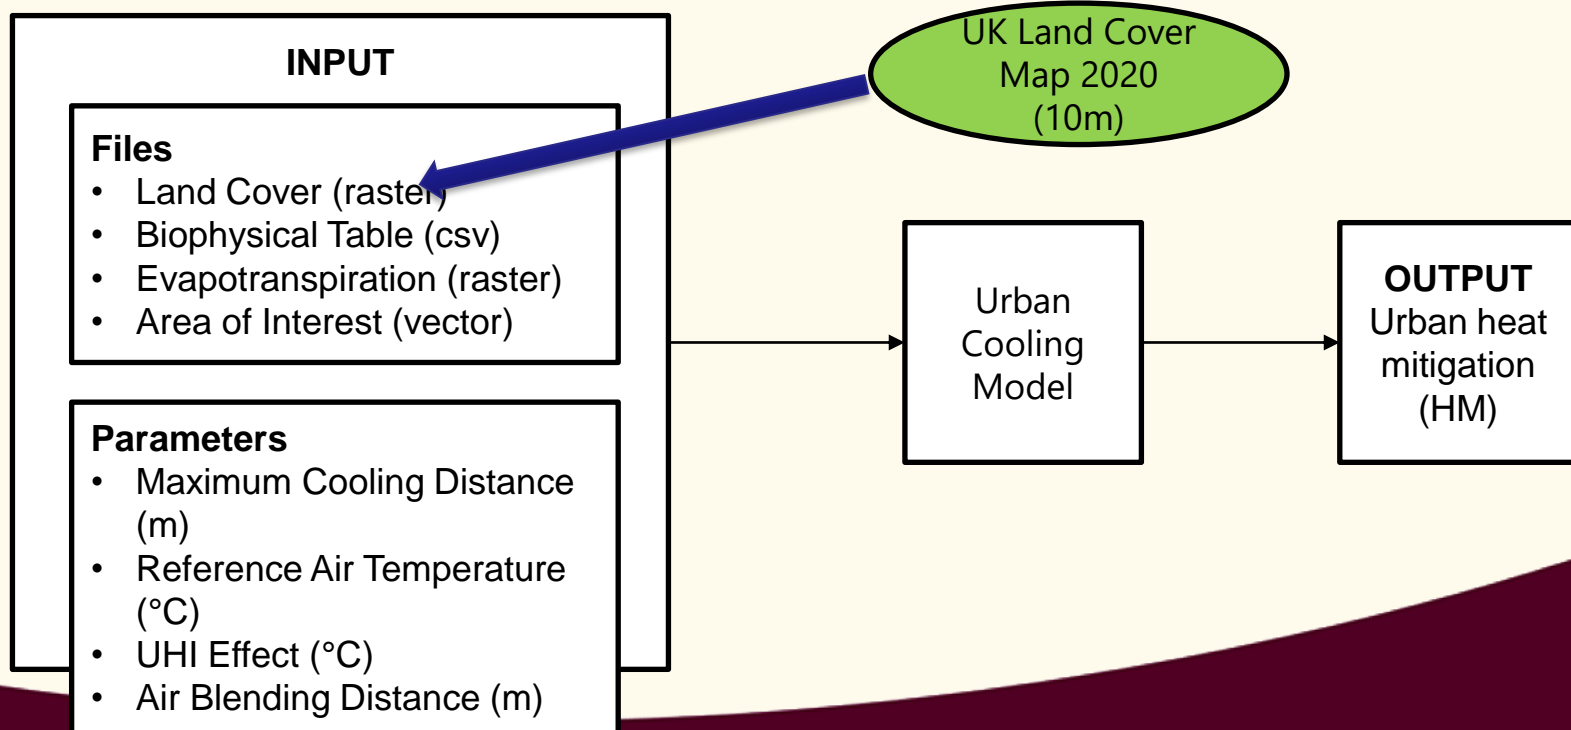 INPUT
Files
• Land Cover (raster)
• Biophysical Table (csv)
• Evapotranspiration (raster)
• Area of Interest (vector)
Parameters
• Maximum Cooling Distance
(m)
• Reference Air Temperature
(°C)
• UHI Effect (°C)
• Air Blending Distance (m)
UK Land Cover
Map 2020
(10m)
Urban
Cooling
Model
OUTPUT
Urban heat
mitigation
(HM)